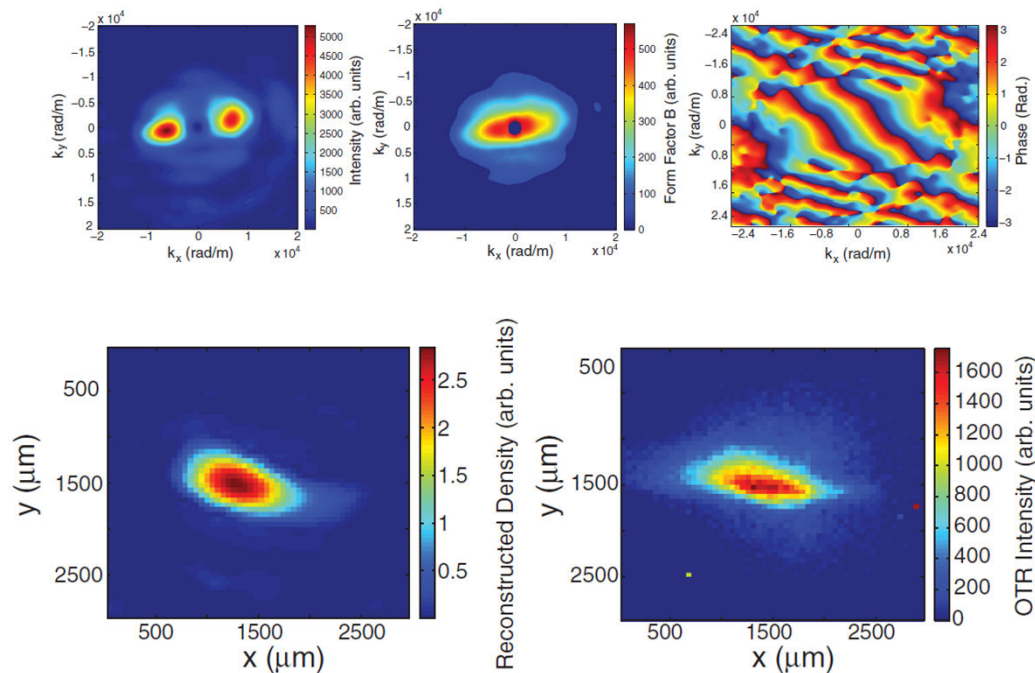 x 10⁴
−2
−1.5
−1
−0.5
0
0.5
1
1.5
2
k_y (rad/m)
−2 −1 0 1 2
k_x (rad/m)
x10⁴
5000
4500
4000
3500
3000
2500
2000
1500
1000
500
Intensity (arb. units)
x 10⁴
−2
−1.5
−1
−0.5
0
0.5
1
1.5
2
k_y (rad/m)
−2 −1 0 1 2
k_x (rad/m)
x10⁴
500
400
300
200
100
0
Form Factor B (arb. units)
x 10⁴
−2.4
−1.6
−0.8
0
0.8
1.6
2.4
k_y (rad/m)
−2.4 −1.6 −0.8 0 0.8 1.6 2.4
k_x (rad/m)
x 10⁴
3
2
1
0
−1
−2
−3
Phase (Rad.)
500
1500
2500
y (μm)
500 1500 2500
x (μm)
2.5
2
1.5
1
0.5
Reconstructed Density (arb. units)
500
1500
2500
y (μm)
500 1500 2500
x (μm)
1600
1400
1200
1000
800
600
400
200
0
OTR Intensity (arb. units)